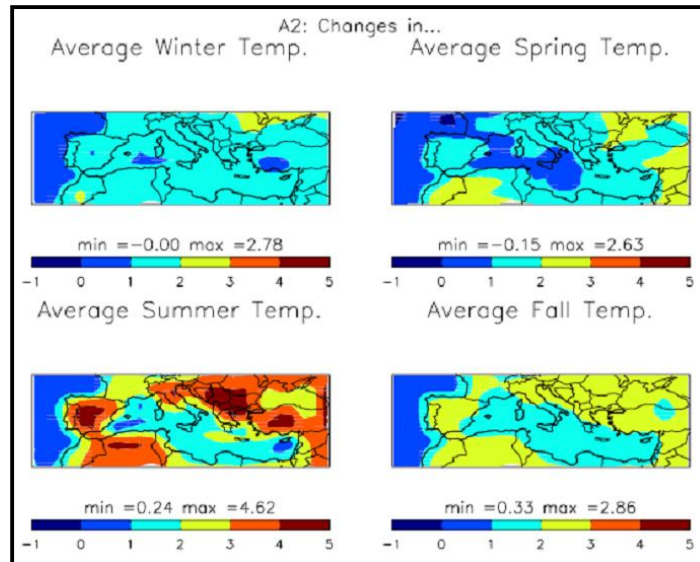 A2: Changes in...
Average Winter Temp.
Average Spring Temp.
min =-0.00 max =2.78
min =-0.15 max =2.63
-1 0 1 2 3 4 5
-1 0 1 2 3 4 5
Average Summer Temp.
Average Fall Temp.
min =0.24 max =4.62
min =0.33 max =2.86
-1 0 1 2 3 4 5
-1 0 1 2 3 4 5